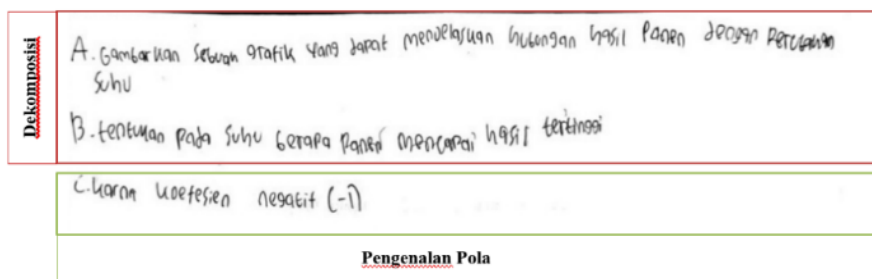 Dekomposisi
A. Gambarkan sebuah grafik yang dapat menjelaskan hubungan hasil Panen dengan Perubahan
Suhu
B. tentukan pada suhu berapa Panen mencapai hasil tertinggi
C. karna koefesien negatif (-1)
Pengenalan Pola